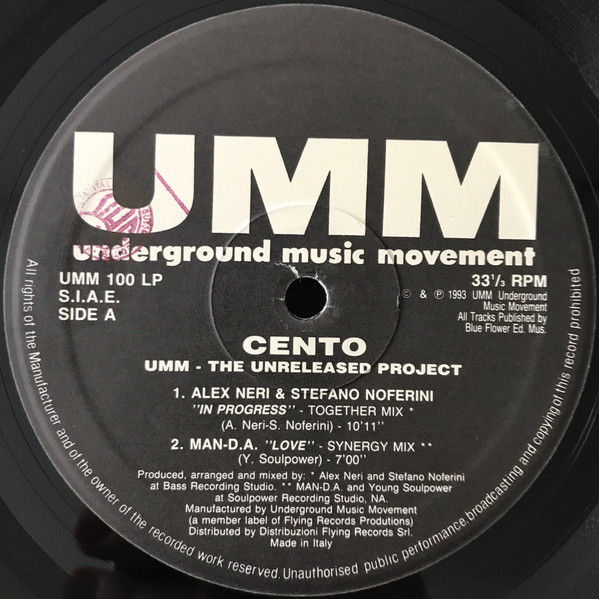 UMM
underground music movement
UMM 100 LP
S.I.A.E.
SIDE A
33⅓ RPM
© & ℗ 1993 UMM Underground
Music Movement
All Tracks Published by
Blue Flower Ed. Mus.
CENTO
UMM - THE UNRELEASED PROJECT
1. ALEX NERI & STEFANO NOFERINI
"IN PROGRESS" - TOGETHER MIX *
(A. Neri-S. Noferini) - 10'11"
2. MAN-D.A. "LOVE" - SYNERGY MIX **
(Y. Soulpower) - 7'00"
Produced, arranged and mixed by: * Alex Neri and Stefano Noferini
at Bass Recording Studio. ** MAN-D.A. and Young Soulpower
at Soulpower Recording Studio, NA.
Manufactured by Underground Music Movement
(a member label of Flying Records Produtions)
Distributed by Distribuzioni Flying Records Srl.
Made in Italy
All rights of the Manufacturer and of the owner of the recorded work reserved. Unauthorised public performance, broadcasting and copying of this record prohibited